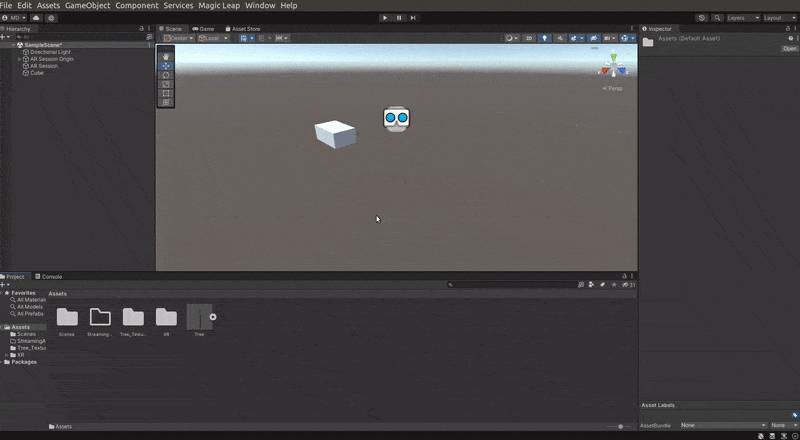 File Edit Assets GameObject Component Services Magic Leap Window Help
MD
Layers
Layout
Hierarchy
All
SampleScene*
Directional Light
AR Session Origin
AR Session
Cube
Scene
Game
Asset Store
Center
Local
2D
Persp
Inspector
Assets (Default Asset)
Open
Project
Console
Favorites
All Material
All Models
All Prefabs
Assets
Scenes
StreamingA
Tree_Textu
XR
Packages
Assets
31
Scenes
Streaming...
Tree_Textu...
XR
Tree
Assets
Asset Labels
AssetBundle
None
None